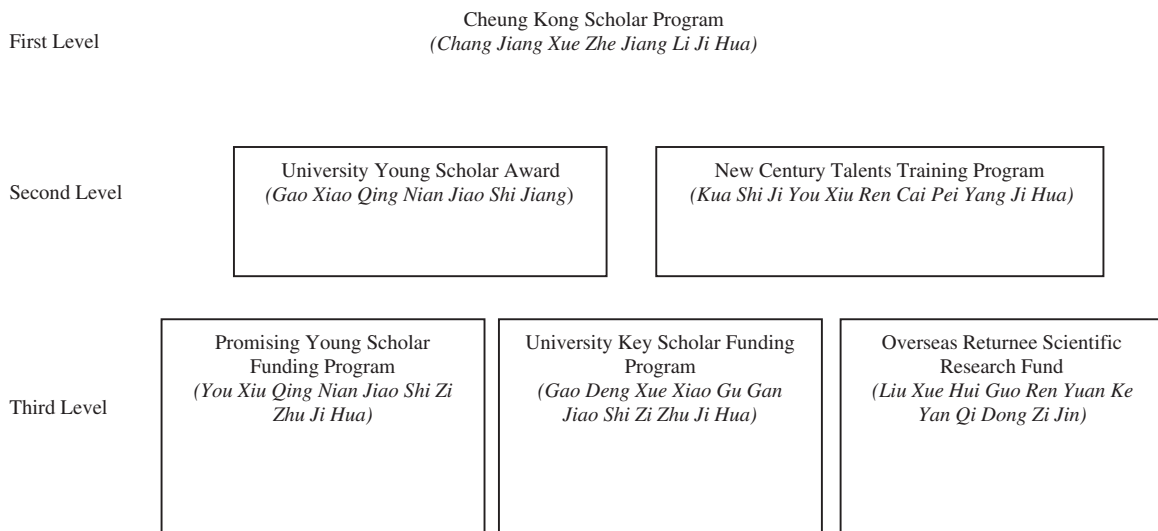 First Level
Cheung Kong Scholar Program
(Chang Jiang Xue Zhe Jiang Li Ji Hua)
Second Level
University Young Scholar Award
(Gao Xiao Qing Nian Jiao Shi Jiang)
New Century Talents Training Program
(Kua Shi Ji You Xiu Ren Cai Pei Yang Ji Hua)
Third Level
Promising Young Scholar
Funding Program
(You Xiu Qing Nian Jiao Shi Zi
Zhu Ji Hua)
University Key Scholar Funding
Program
(Gao Deng Xue Xiao Gu Gan
Jiao Shi Zi Zhu Ji Hua)
Overseas Returnee Scientific
Research Fund
(Liu Xue Hui Guo Ren Yuan Ke
Yan Qi Dong Zi Jin)